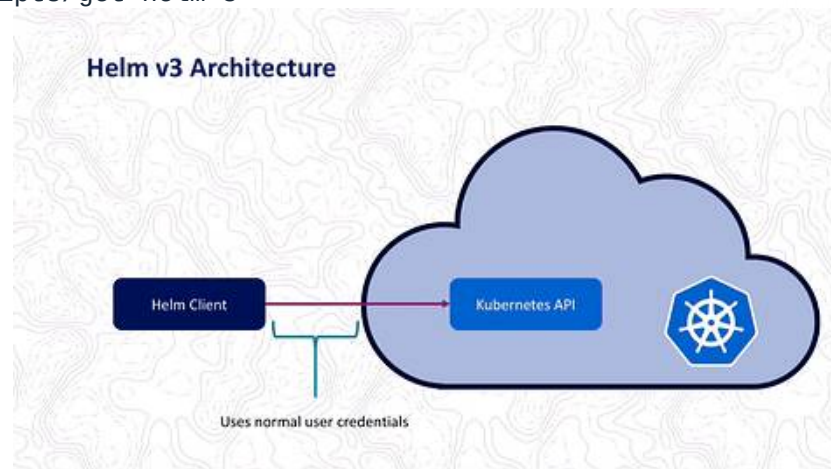 Helm v3 Architecture
Helm Client
Kubernetes API
Uses normal user credentials